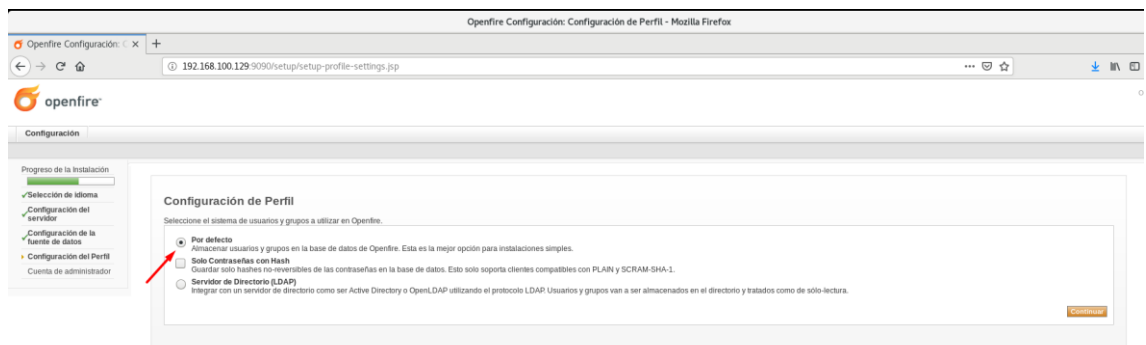 Openfire Configuración: Configuración de Perfil - Mozilla Firefox
Openfire Configuración: C
192.168.100.129:9090/setup/setup-profile-settings.jsp
openfire
Configuración
Progreso de la Instalación
Selección de idioma
Configuración del
servidor
Configuración de la
fuente de datos
Configuración del Perfil
Cuenta de administrador
Configuración de Perfil
Seleccione el sistema de usuarios y grupos a utilizar en Openfire.
Por defecto
Almacenar usuarios y grupos en la base de datos de Openfire. Esta es la mejor opción para instalaciones simples.
Solo Contraseñas con Hash
Guardar solo hashes no-reversibles de las contraseñas en la base de datos. Esto solo soporta clientes compatibles con PLAIN y SCRAM-SHA-1.
Servidor de Directorio (LDAP)
Integrar con un servidor de directorio como ser Active Directory o OpenLDAP utilizando el protocolo LDAP. Usuarios y grupos van a ser almacenados en el directorio y tratados como de sólo-lectura.
Continuar